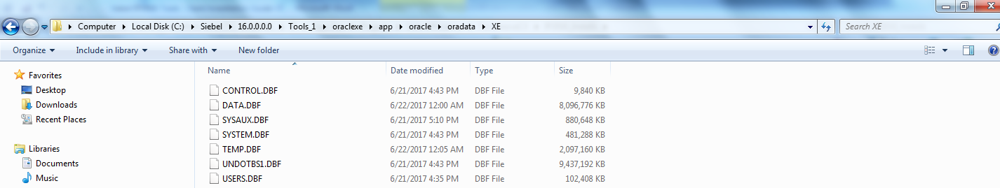 Computer Local Disk (C:) Siebel 16.0.0.0.0 Tools_1 oraclexe app oracle oradata XE Search XE
Organize Include in library Share with New folder
Favorites
Desktop
Downloads
Recent Places
Libraries
Documents
Music
Name Date modified Type Size
CONTROL.DBF 6/21/2017 4:43 PM DBF File 9,840 KB
DATA.DBF 6/22/2017 12:00 AM DBF File 8,096,776 KB
SYSAUX.DBF 6/21/2017 5:10 PM DBF File 880,648 KB
SYSTEM.DBF 6/21/2017 4:43 PM DBF File 481,288 KB
TEMP.DBF 6/22/2017 12:05 AM DBF File 2,097,160 KB
UNDOTBS1.DBF 6/21/2017 4:43 PM DBF File 9,437,192 KB
USERS.DBF 6/21/2017 4:35 PM DBF File 102,408 KB